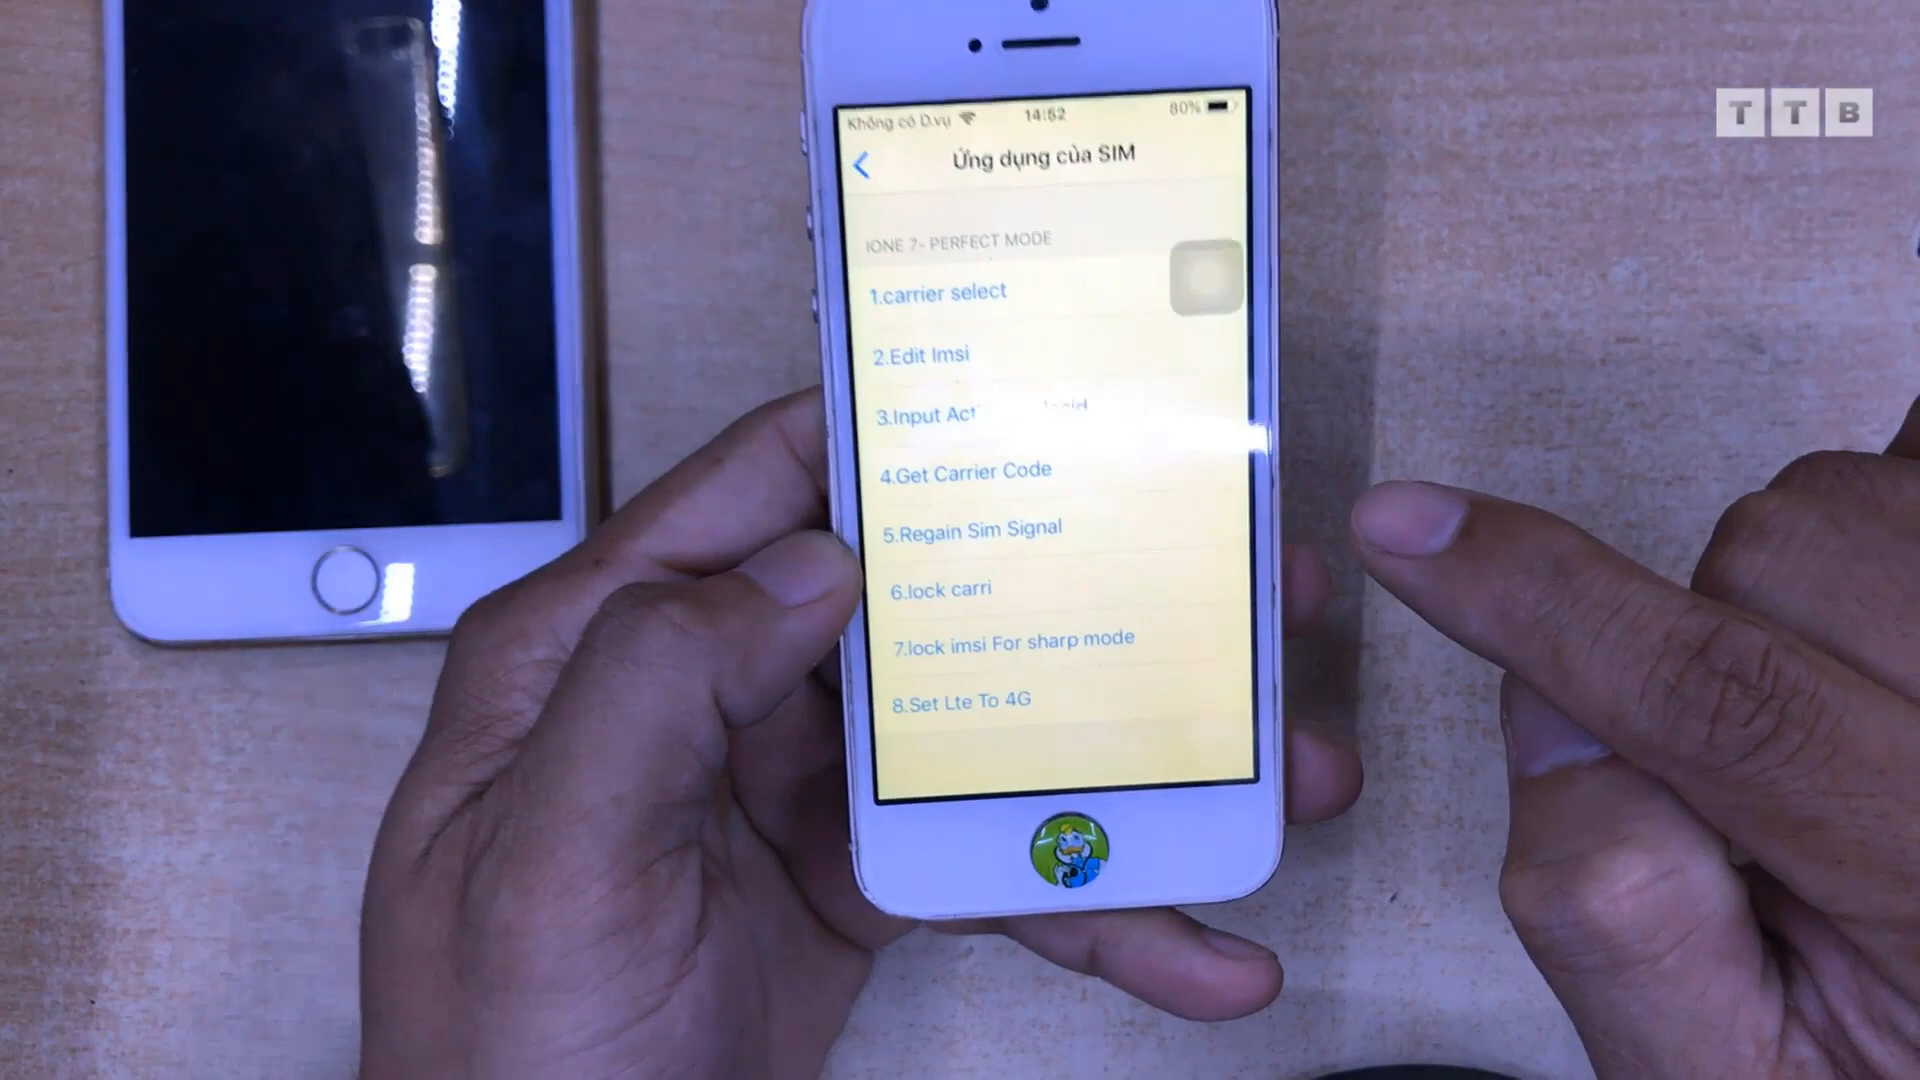 TTB
Không có D.vụ 14:52 80%
Ứng dụng của SIM
IONE 7- PERFECT MODE
1.carrier select
2.Edit Imsi
3.Input
4.Get Carrier Code
5.Regain Sim Signal
6.lock carri
7.lock imsi For sharp mode
8.Set Lte To 4G